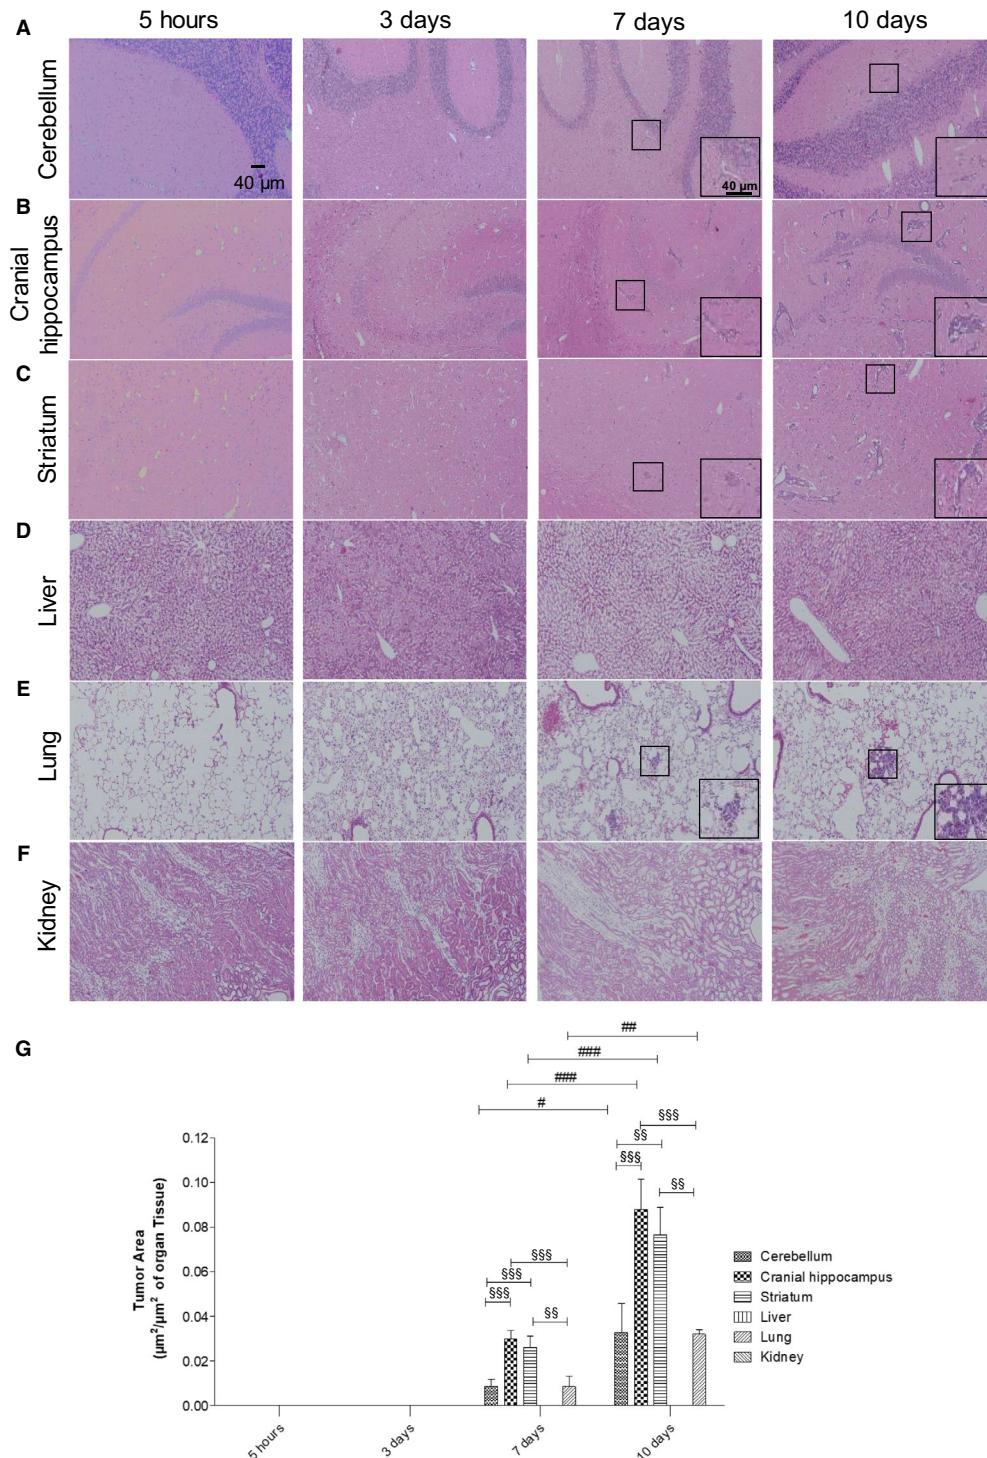 5 hours 3 days 7 days 10 days
A
Cerebellum
40 µm
40 µm
B
Cranial
hippocampus
C
Striatum
D
Liver
E
Lung
F
Kidney
G
##
###
###
#
§§§
§§
§§§
§§
§§§
§§§
§§§
§§
Tumor Area
(µm²/µm² of organ Tissue)
0.12
0.10
0.08
0.06
0.04
0.02
0.00
5 hours
3 days
7 days
10 days
Cerebellum
Cranial hippocampus
Striatum
Liver
Lung
Kidney